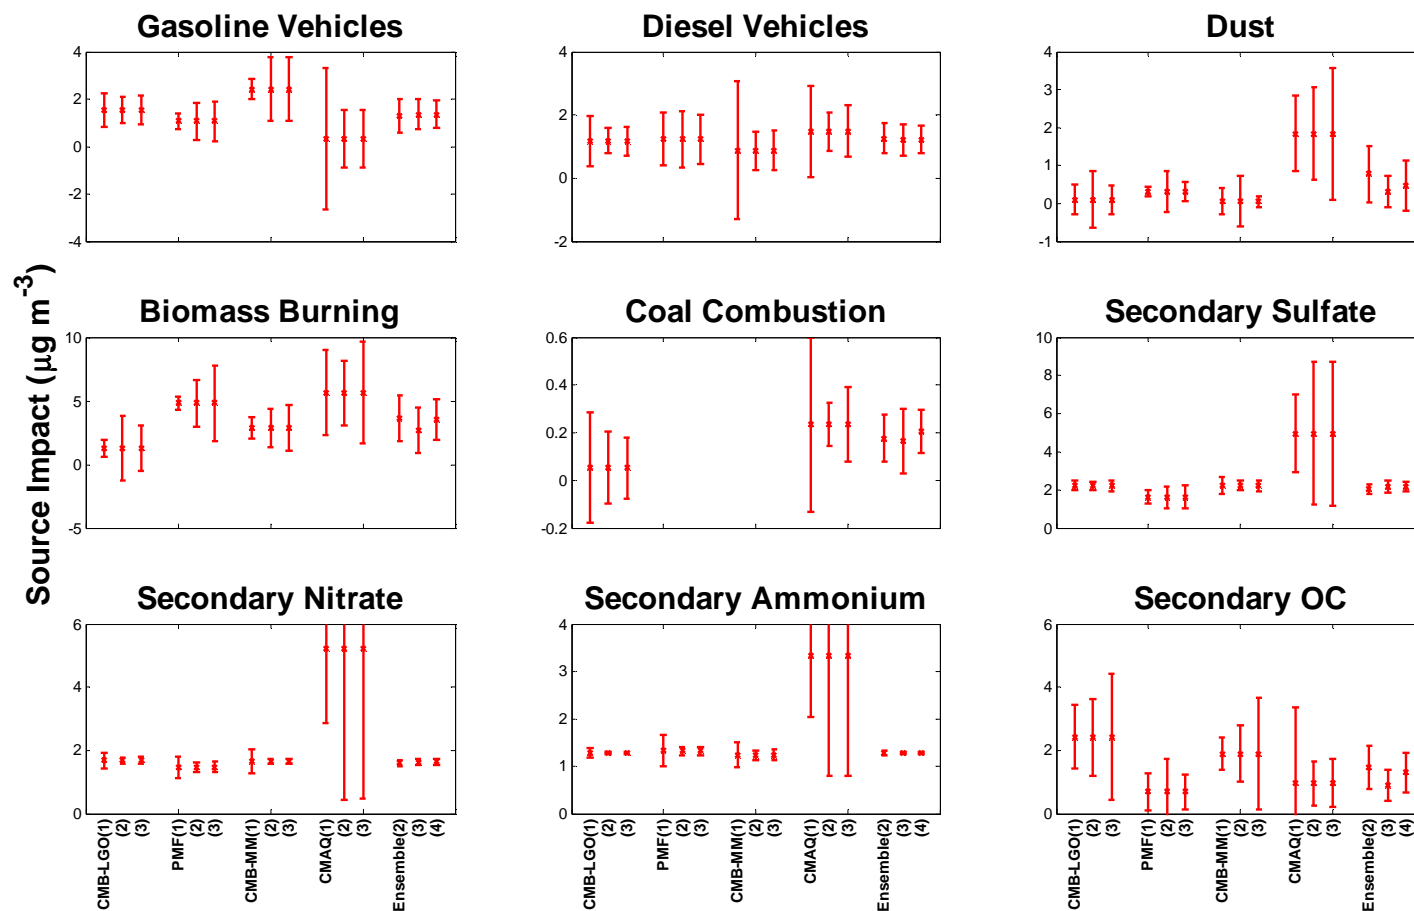 Gasoline Vehicles
Diesel Vehicles
Dust
4
2
0
-2
-4
4
2
0
-2
4
3
2
1
0
-1
Source Impact (μg m-3)
Biomass Burning
Coal Combustion
Secondary Sulfate
10
5
0
-5
0.6
0.4
0.2
0
-0.2
10
8
6
4
2
0
Secondary Nitrate
Secondary Ammonium
Secondary OC
6
4
2
0
4
3
2
1
0
6
4
2
0
CMB-LGO(1)
(2)
(3)
PMF(1)
(2)
(3)
CMB-MM(1)
(2)
(3)
CMAQ(1)
(2)
(3)
Ensemble(2)
(3)
(4)
CMB-LGO(1)
(2)
(3)
PMF(1)
(2)
(3)
CMB-MM(1)
(2)
(3)
CMAQ(1)
(2)
(3)
Ensemble(2)
(3)
(4)
CMB-LGO(1)
(2)
(3)
PMF(1)
(2)
(3)
CMB-MM(1)
(2)
(3)
CMAQ(1)
(2)
(3)
Ensemble(2)
(3)
(4)